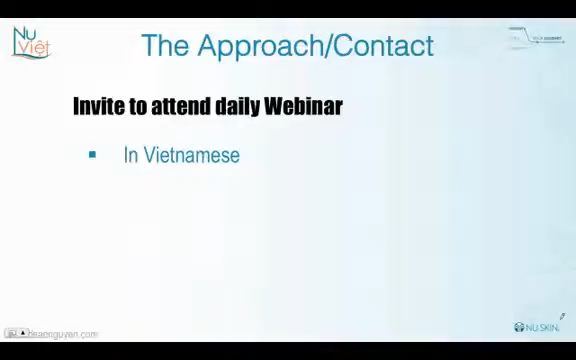 Nu
Việt
The Approach/Contact
Invite to attend daily Webinar
▪ In Vietnamese
NU SKIN